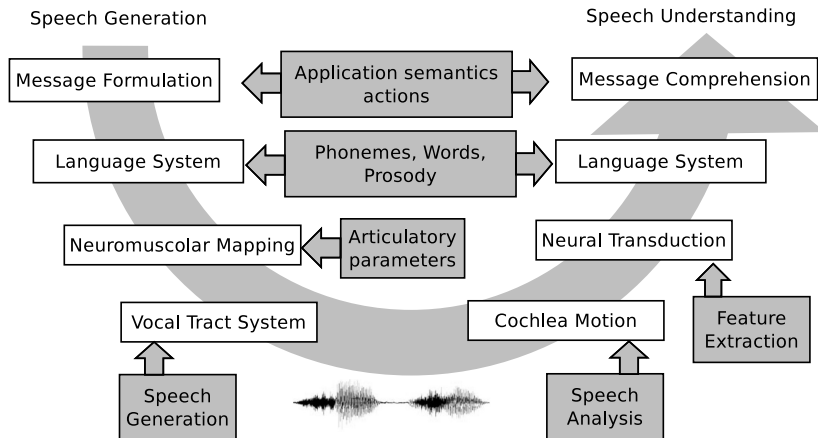 Speech Generation
Speech Understanding
Message Formulation
Application semantics
actions
Message Comprehension
Language System
Phonemes, Words,
Prosody
Language System
Neuromuscolar Mapping
Articulatory
parameters
Neural Transduction
Vocal Tract System
Cochlea Motion
Feature
Extraction
Speech
Generation
Speech
Analysis